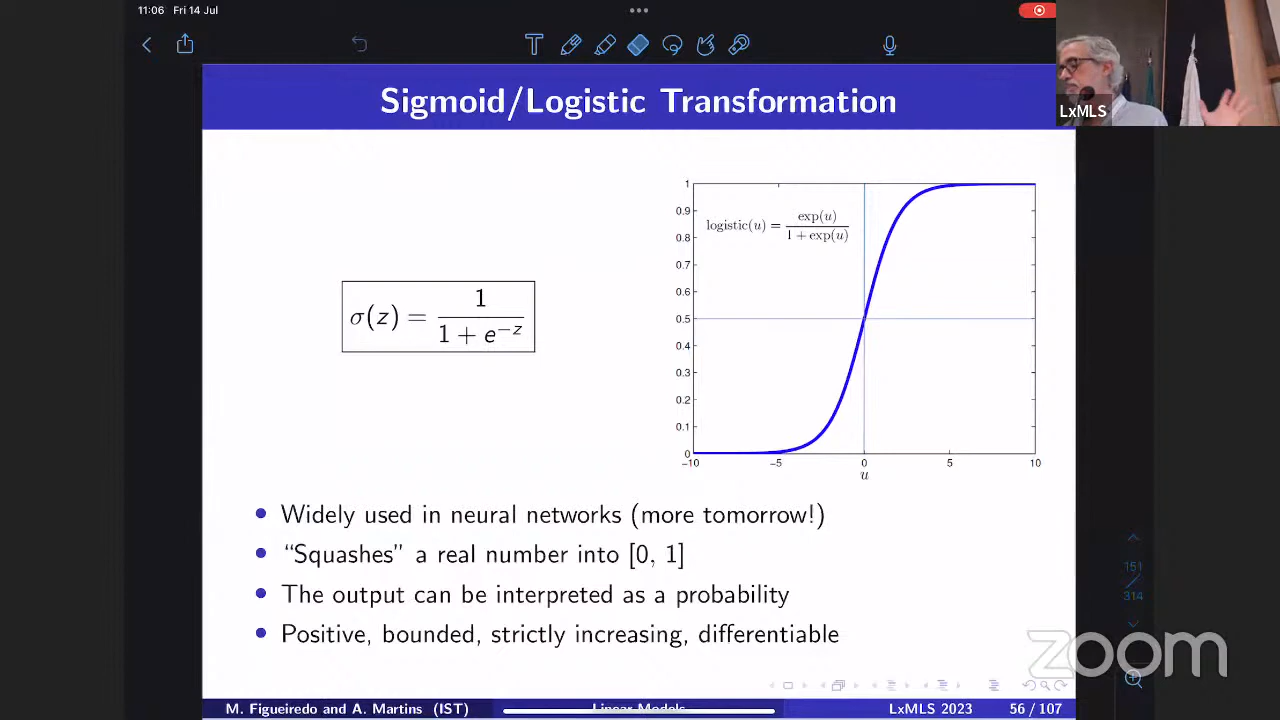 11:06 Fri 14 Jul
LxMLS
Sigmoid/Logistic Transformation
σ(z) = 1 / (1 + e^{−z})
logistic(u) = exp(u) / (1 + exp(u))
1
0.9
0.8
0.7
0.6
0.5
0.4
0.3
0.2
0.1
0
−10 −5 0 5 10
u
• Widely used in neural networks (more tomorrow!)
• “Squashes” a real number into [0, 1]
• The output can be interpreted as a probability
• Positive, bounded, strictly increasing, differentiable
151
314
zoom
M. Figueiredo and A. Martins (IST) Linear Models LxMLS 2023 56 / 107